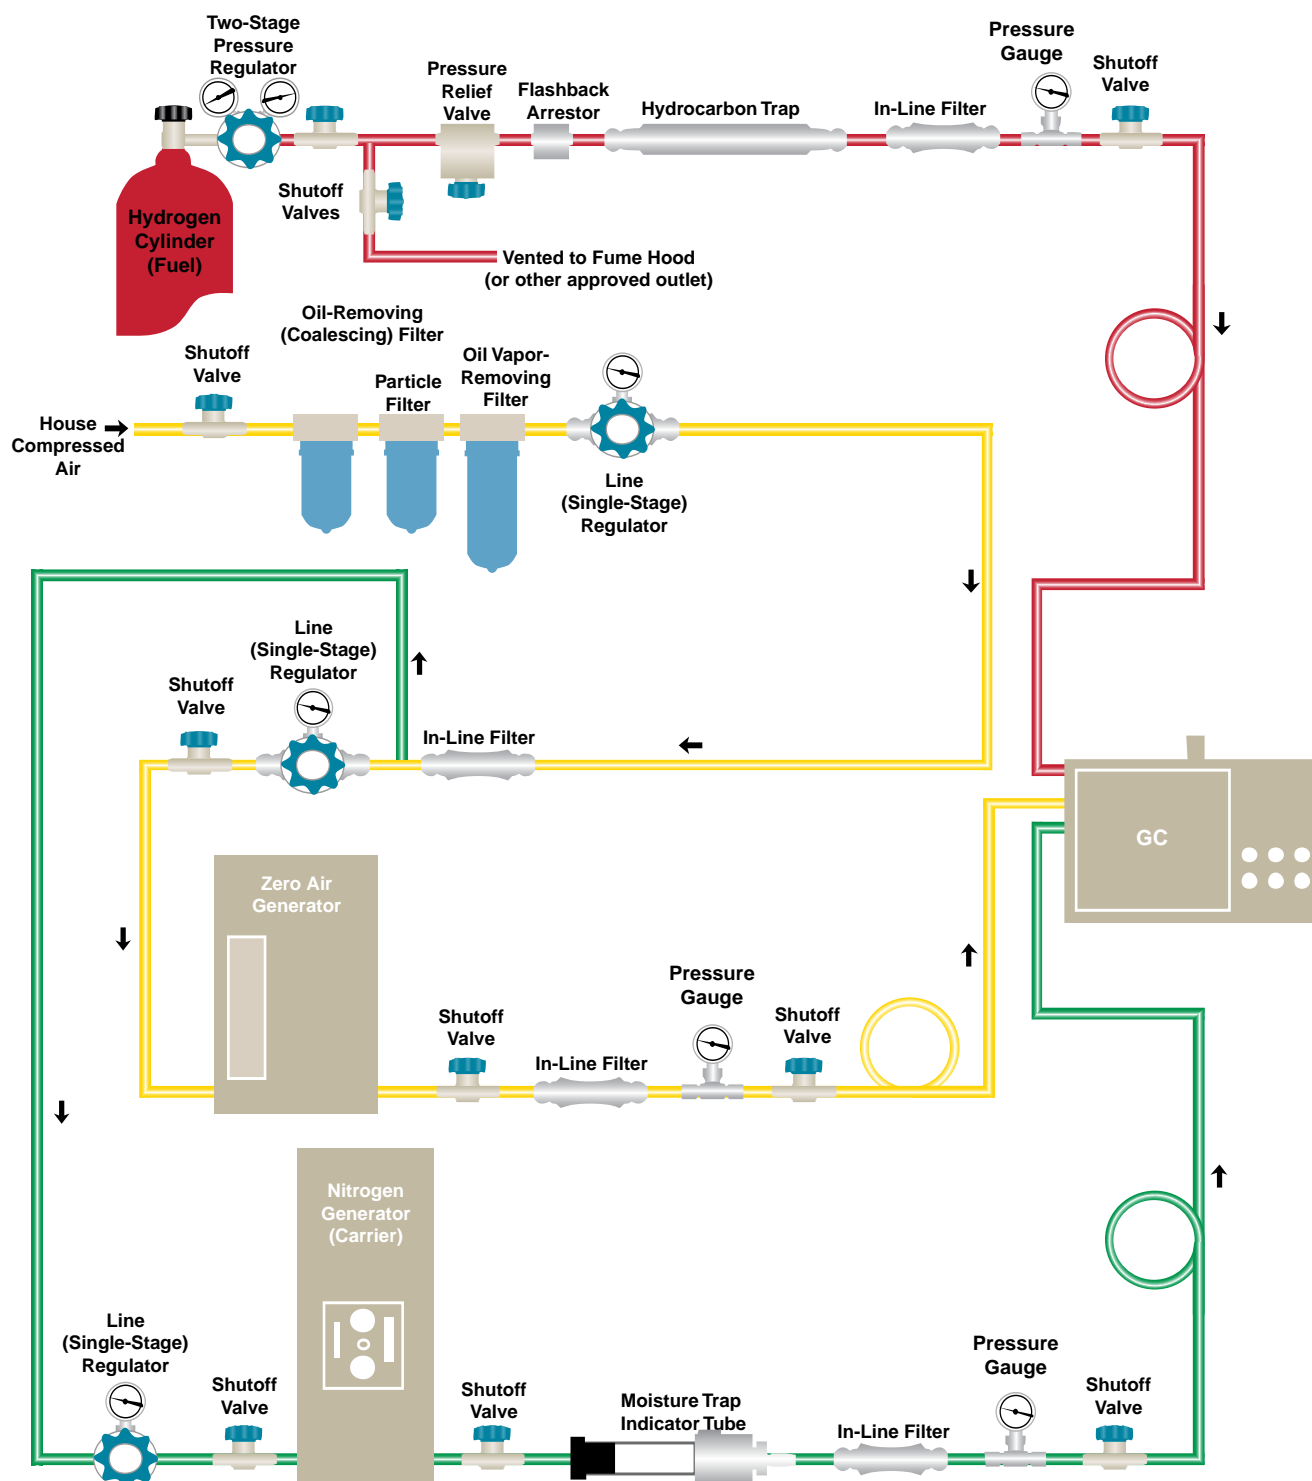 Two-Stage
Pressure
Regulator
Pressure
Relief
Valve
Flashback
Arrestor
Hydrocarbon Trap
In-Line Filter
Pressure
Gauge
Shutoff
Valve
Hydrogen
Cylinder
(Fuel)
Shutoff
Valves
Vented to Fume Hood
(or other approved outlet)
Oil-Removing
(Coalescing) Filter
Shutoff
Valve
Particle
Filter
Oil Vapor-
Removing
Filter
House
Compressed
Air
Line
(Single-Stage)
Regulator
Line
(Single-Stage)
Regulator
Shutoff
Valve
In-Line Filter
GC
Zero Air
Generator
Shutoff
Valve
In-Line Filter
Pressure
Gauge
Shutoff
Valve
Nitrogen
Generator
(Carrier)
Line
(Single-Stage)
Regulator
Shutoff
Valve
Shutoff
Valve
Moisture Trap
Indicator Tube
In-Line Filter
Pressure
Gauge
Shutoff
Valve